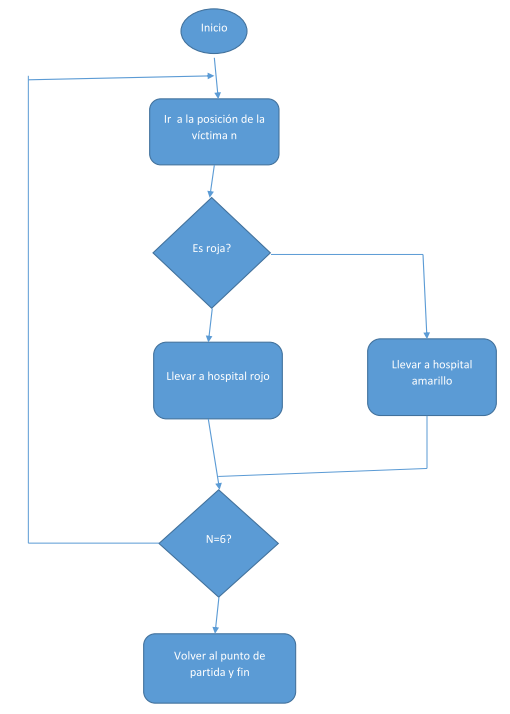 Inicio
Ir a la posición de la
víctima n
Es roja?
Llevar a hospital rojo
Llevar a hospital
amarillo
N=6?
Volver al punto de
partida y fin